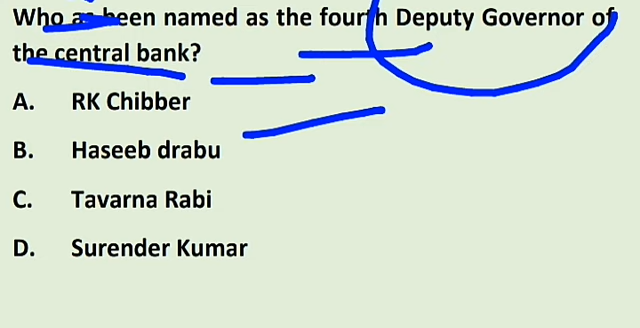 Who as been named as the fourth Deputy Governor of
the central bank?
A. RK Chibber
B. Haseeb drabu
C. Tavarna Rabi
D. Surender Kumar